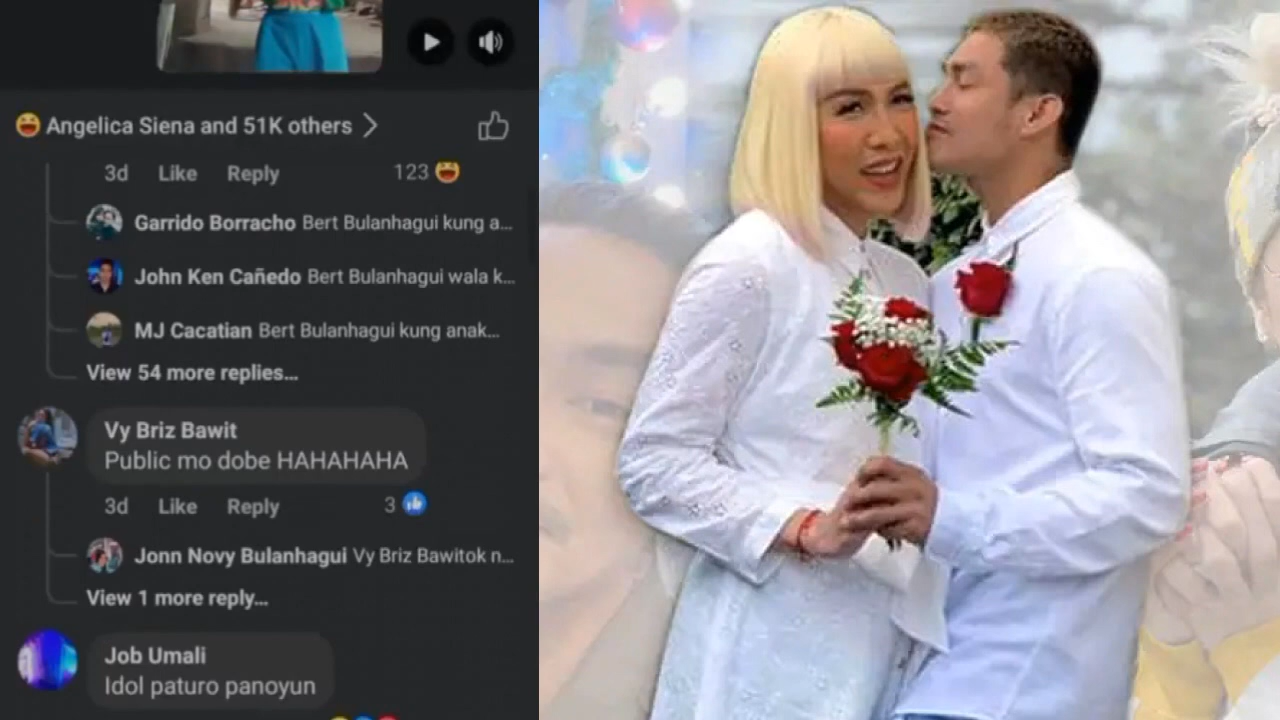 Angelica Siena and 51K others
3d Like Reply 123
Garrido Borracho Bert Bulanhagui kung a...
John Ken Cañedo Bert Bulanhagui wala k...
MJ Cacatian Bert Bulanhagui kung anak...
View 54 more replies...
Vy Briz Bawit
Public mo dobe HAHAHAHA
3d Like Reply 3
Jonn Novy Bulanhagui Vy Briz Bawitok n...
View 1 more reply...
Job Umali
Idol paturo panoyun